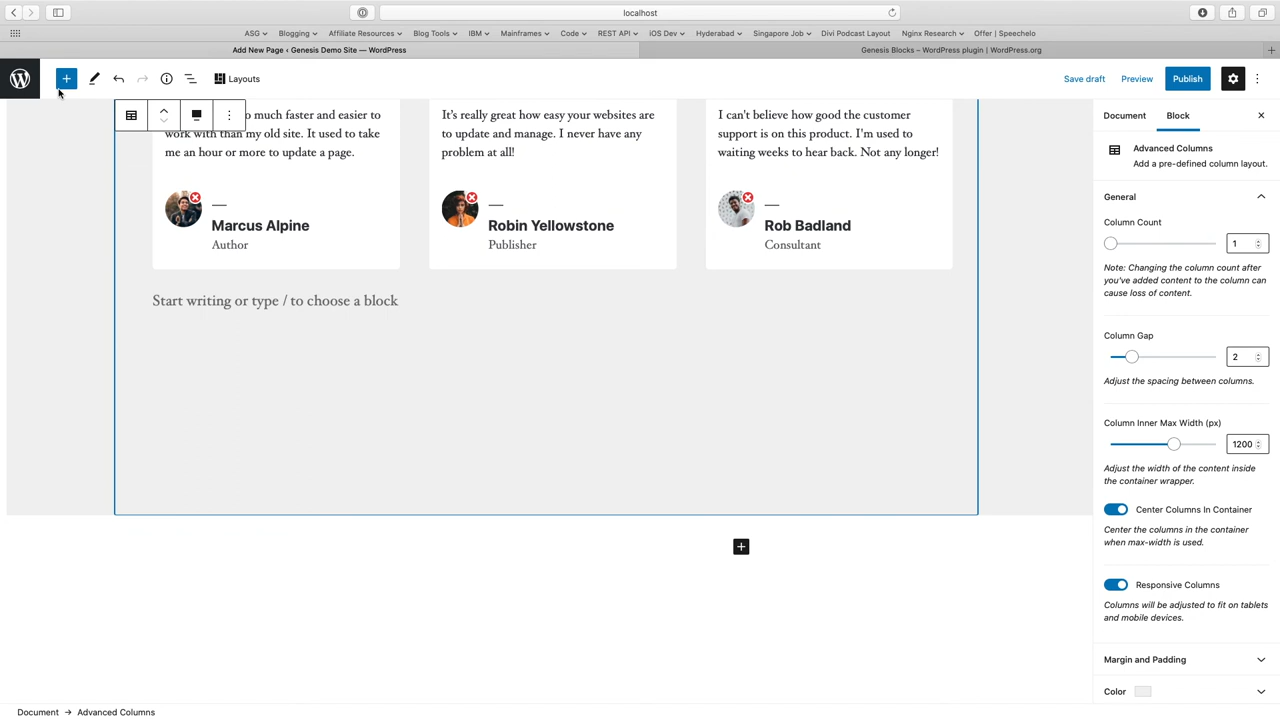 localhost
ASG Blogging Affiliate Resources Blog Tools IBM Mainframes Code REST API iOS Dev Hyderabad Singapore Job Divi Podcast Layout Nginx Research Offer | Speechelo
Add New Page ‹ Genesis Demo Site — WordPress
Genesis Blocks – WordPress plugin | WordPress.org
Layouts
Save draft
Preview
Publish
o much faster and easier to
work with than my old site. It used to take
me an hour or more to update a page.
—
Marcus Alpine
Author
It's really great how easy your websites are
to update and manage. I never have any
problem at all!
—
Robin Yellowstone
Publisher
I can't believe how good the customer
support is on this product. I'm used to
waiting weeks to hear back. Not any longer!
—
Rob Badland
Consultant
Start writing or type / to choose a block
Document
Block
Advanced Columns
Add a pre-defined column layout.
General
Column Count
1
Note: Changing the column count after
you've added content to the column can
cause loss of content.
Column Gap
2
Adjust the spacing between columns.
Column Inner Max Width (px)
1200
Adjust the width of the content inside
the container wrapper.
Center Columns In Container
Center the columns in the container
when max-width is used.
Responsive Columns
Columns will be adjusted to fit on tablets
and mobile devices.
Margin and Padding
Color
Document → Advanced Columns